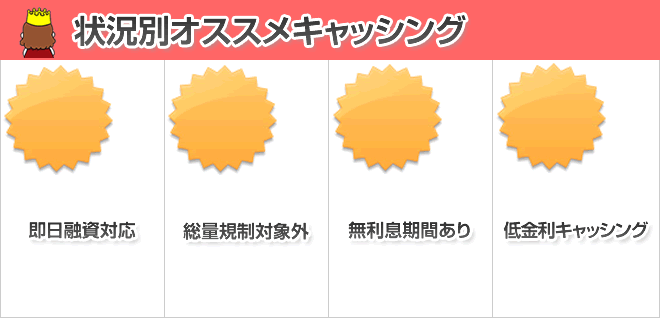 状況別オススメキャッシング
即日融資対応
総量規制対象外
無利息期間あり
低金利キャッシング